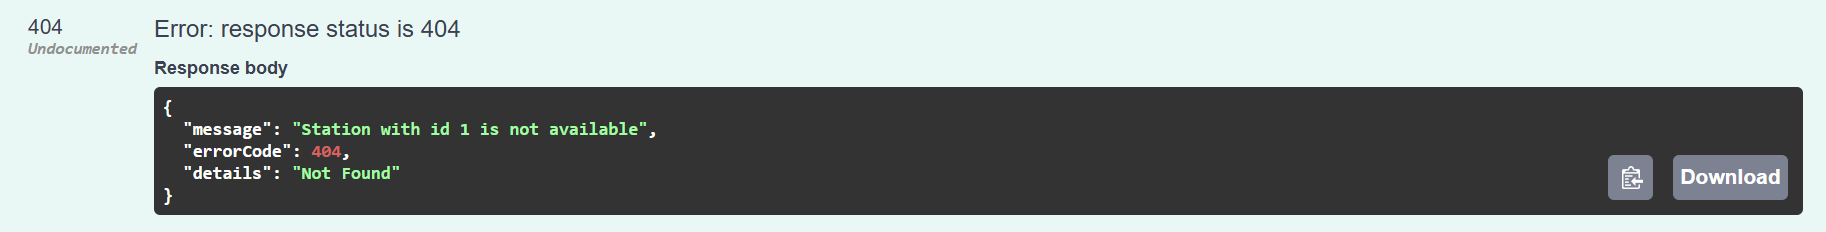 404
Undocumented
Error: response status is 404
Response body
{
  "message": "Station with id 1 is not available",
  "errorCode": 404,
  "details": "Not Found"
}
Download